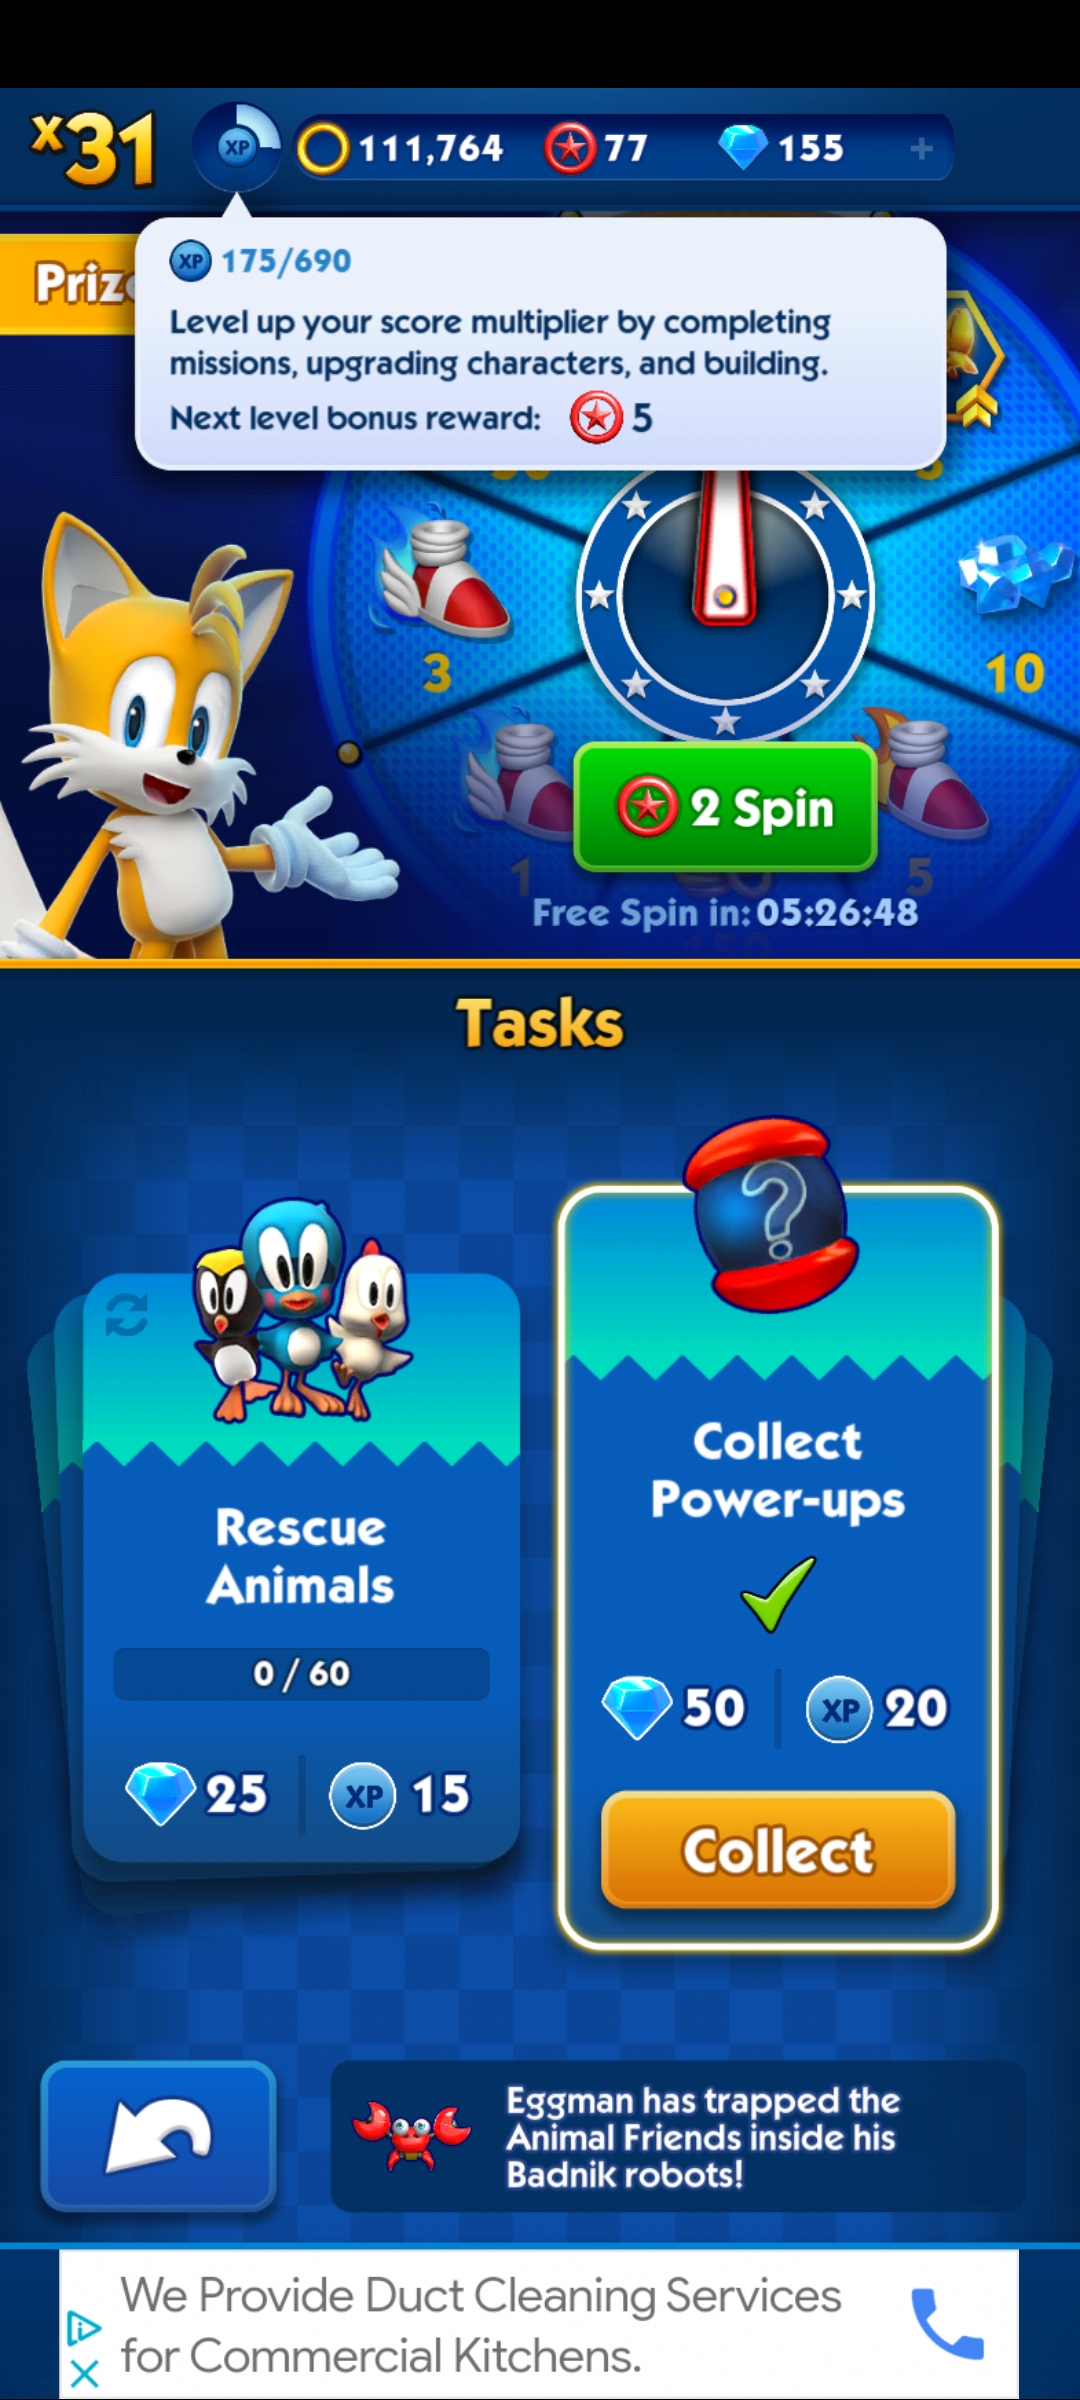 x31
XP
111,764
77
155
+
XP 175/690
Level up your score multiplier by completing
missions, upgrading characters, and building.
Next level bonus reward: 5
3
10
2 Spin
1
5
Free Spin in: 05:26:48
Tasks
Rescue
Animals
0 / 60
25
XP 15
?
Collect
Power-ups
50
XP 20
Collect
Eggman has trapped the
Animal Friends inside his
Badnik robots!
We Provide Duct Cleaning Services
for Commercial Kitchens.